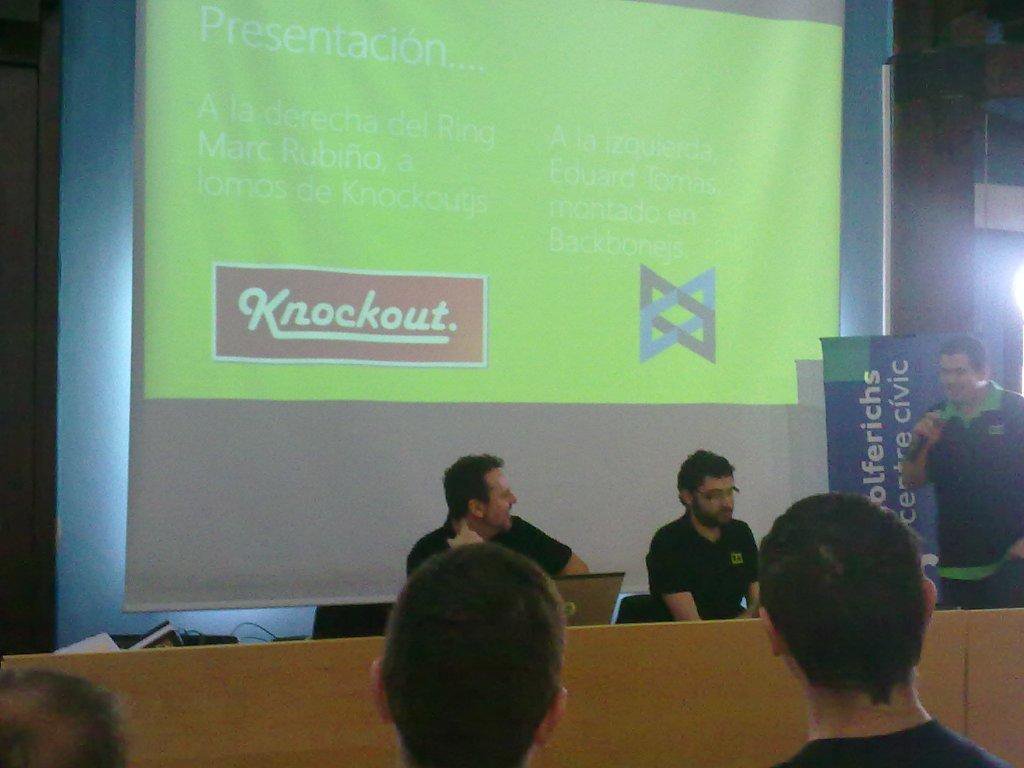 Presentación....
A la derecha del Ring
Marc Rubiño, a
lomos de Knockoutjs
A la izquierda,
Eduard Tomàs,
montado en
Backbonejs.
Knockout.
olferichs
centre cívic